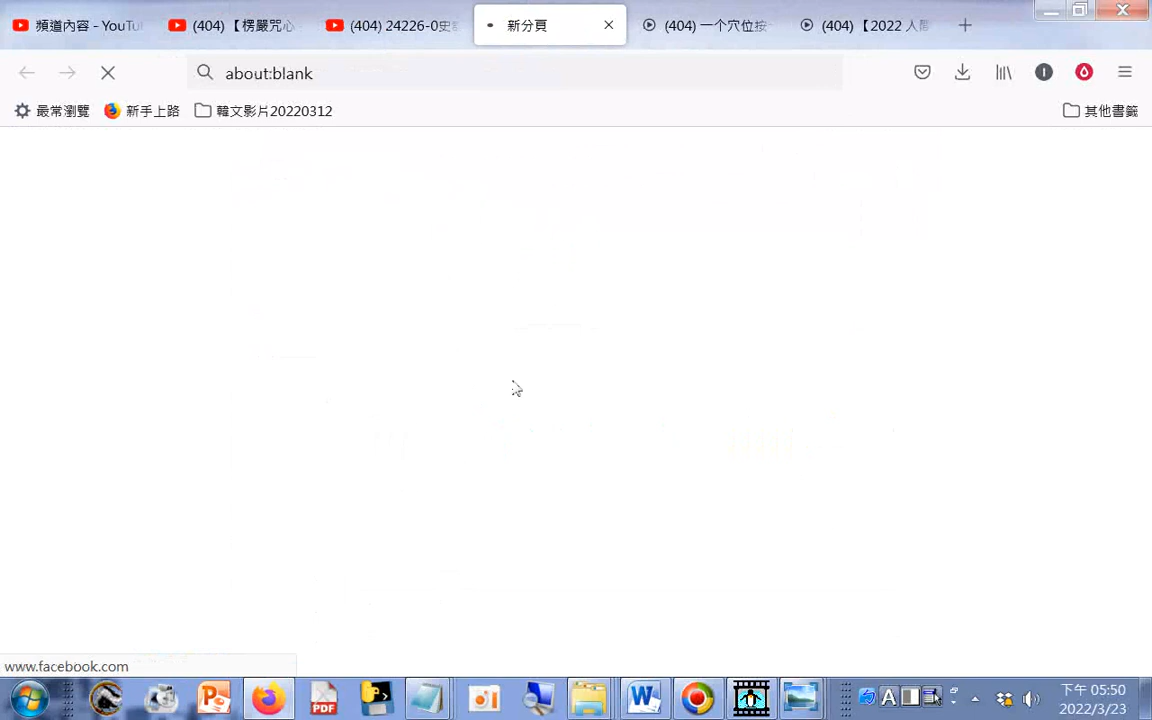 頻道內容 - YouTu
(404) 【楞嚴咒心
(404) 24226-0史
新分頁
(404) 一个穴位按
(404) 【2022 人間
about:blank
最常瀏覽
新手上路
韓文影片20220312
其他書籤
www.facebook.com
下午 05:50
2022/3/23